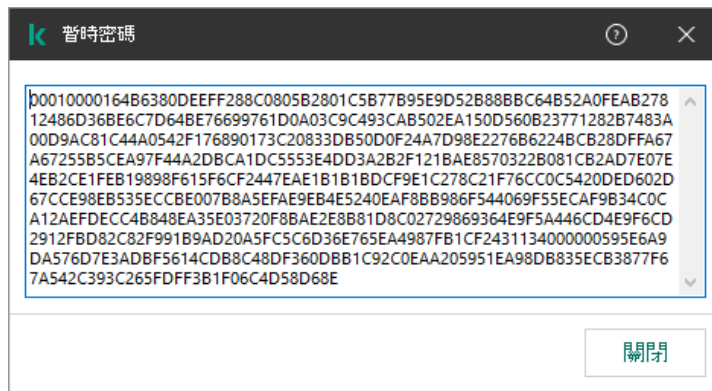 暫時密碼
00010000164B6380DEEFF288C0805B2801C5B77B95E9D52B88BBC64B52A0FEAB278
12486D36BE6C7D64BE76699761D0A03C9C493CAB502EA150D560B23771282B7483A
00D9AC81C44A0542F176890173C20833DB50D0F24A7D98E2276B6224BCB28DFFA67
A67255B5CEA97F44A2DBCA1DC5553E4DD3A2B2F121BAE8570322B081CB2AD7E07E
4EB2CE1FEB19898F615F6CF2447EAE1B1B1BDCF9E1C278C21F76CC0C5420DED602D
67CCE98EB535ECCBE007B8A5EFAE9EB4E5240EAF8BB986F544069F55ECAF9B34C0C
A12AEFDECC4B848EA35E03720F8BAE2E8B81D8C02729869364E9F5A446CD4E9F6CD
2912FBD82C82F991B9AD20A5FC5C6D36E765EA4987FB1CF2431134000000595E6A9
DA576D7E3ADBF5614CDB8C48DF360DBB1C92C0EAA205951EA98DB835ECB3877F6
7A542C393C265FDFF3B1F06C4D58D68E
關閉